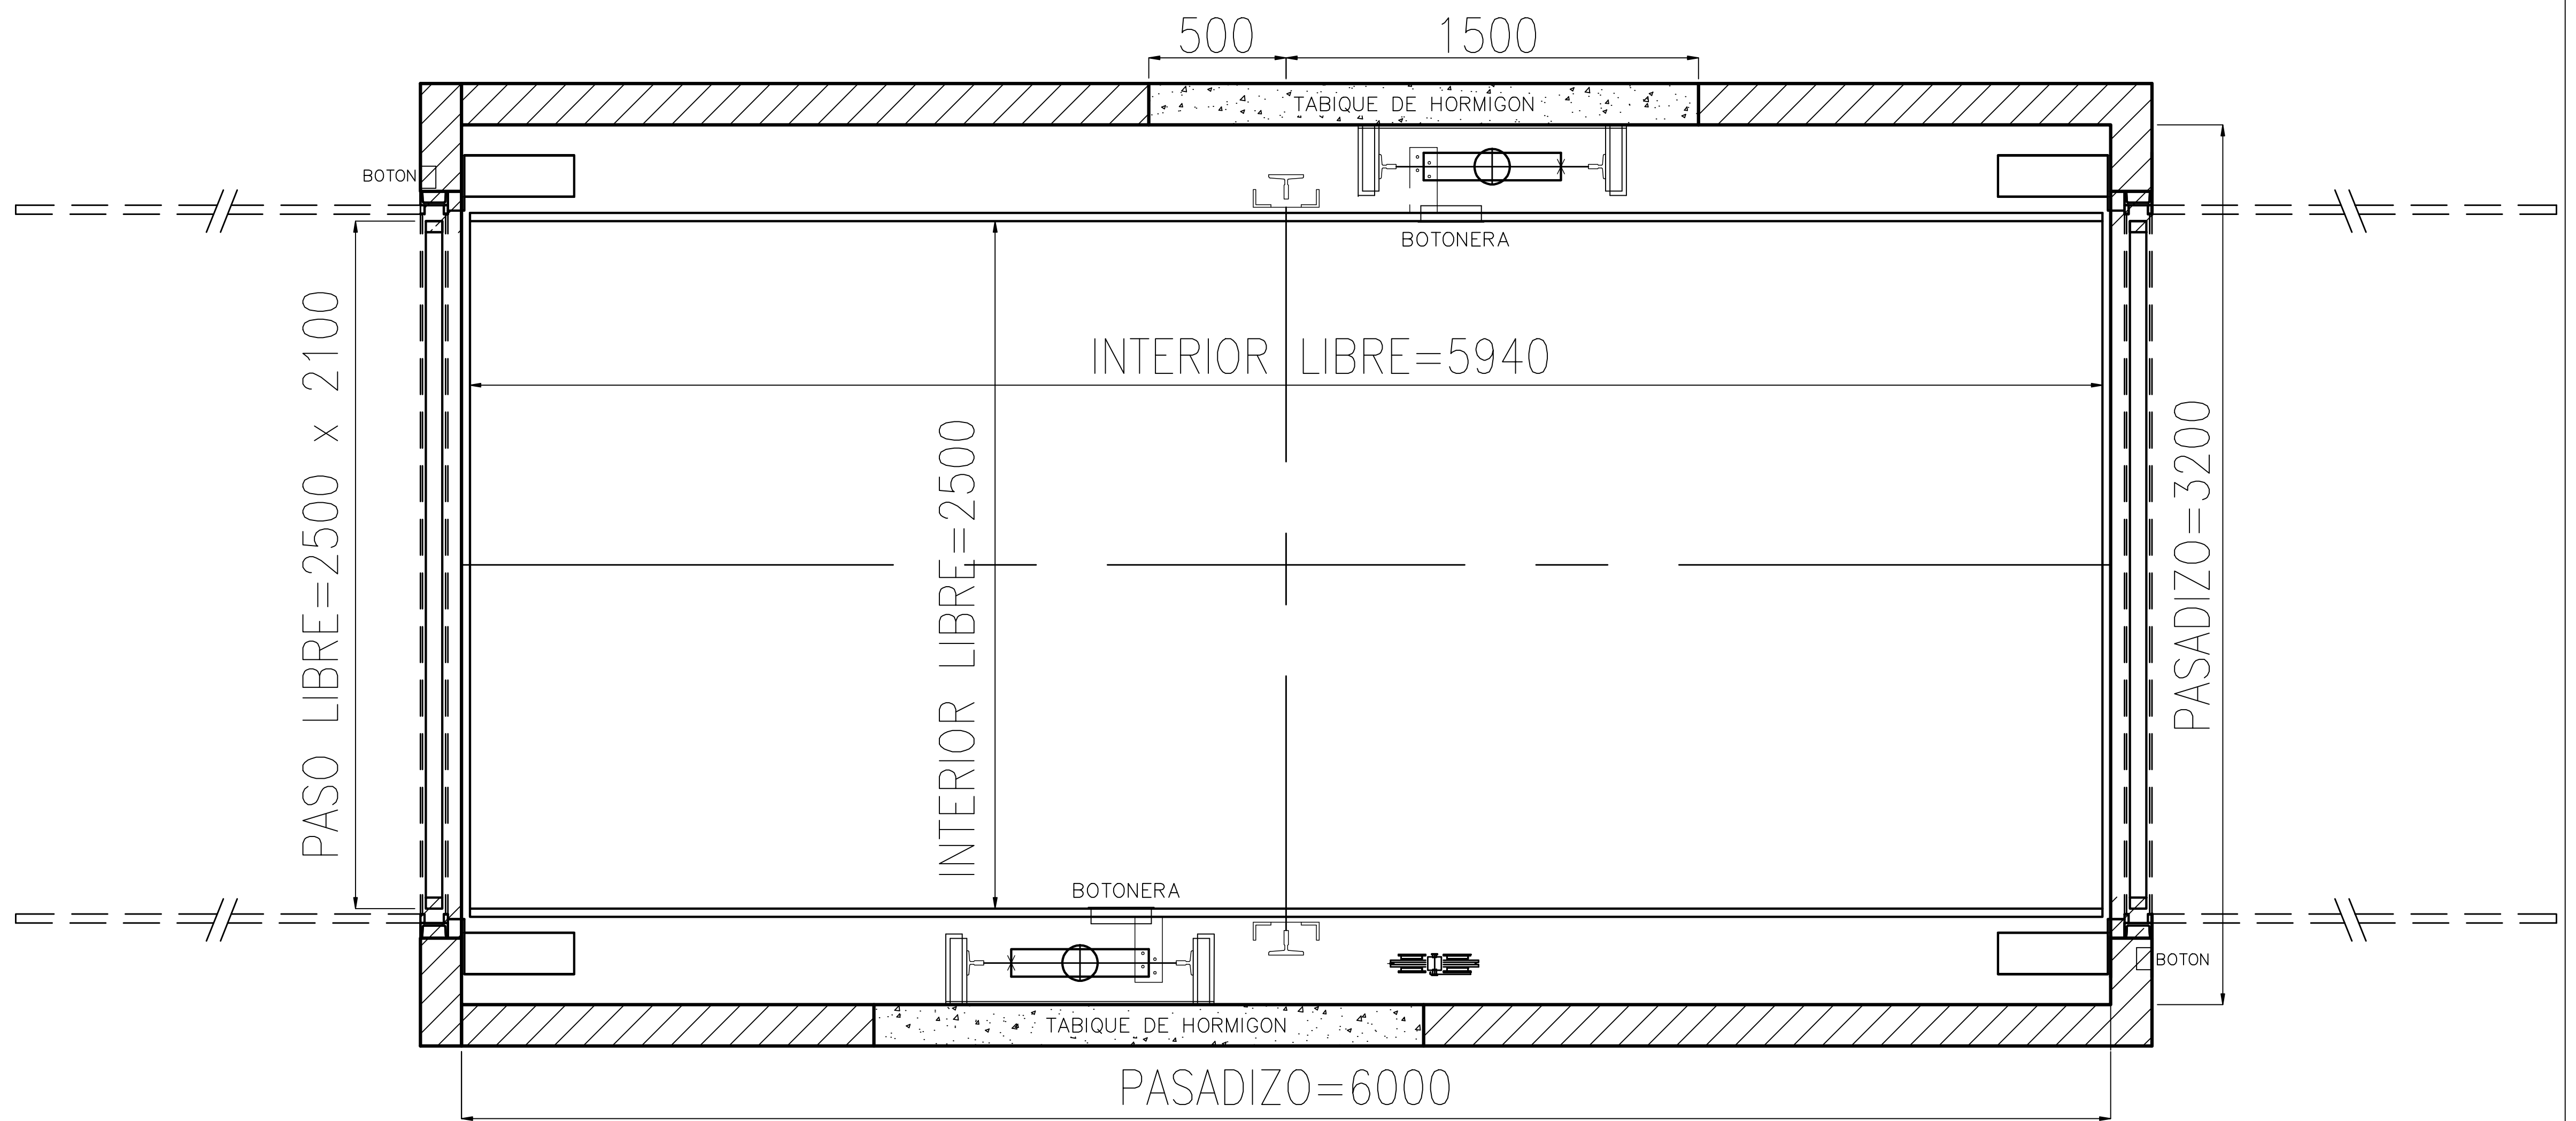 500
1500
TABIQUE DE HORMIGON
BOTON
BOTONERA
INTERIOR LIBRE=5940
PASO LIBRE=2500 x 2100
INTERIOR LIBRE=2500
PASADIZO=3200
BOTONERA
BOTON
TABIQUE DE HORMIGON
PASADIZO=6000